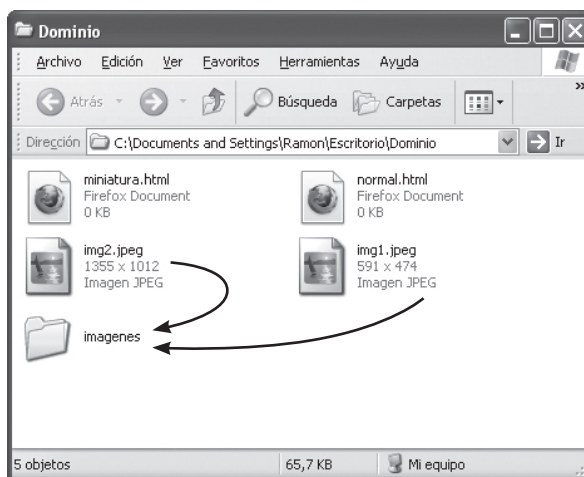 Dominio
Archivo Edición Ver Favoritos Herramientas Ayuda
Atrás Búsqueda Carpetas »
Dirección C:\Documents and Settings\Ramon\Escritorio\Dominio Ir
miniatura.html
Firefox Document
0 KB
normal.html
Firefox Document
0 KB
img2.jpeg
1355 x 1012
Imagen JPEG
img1.jpeg
591 x 474
Imagen JPEG
imagenes
5 objetos 65,7 KB Mi equipo